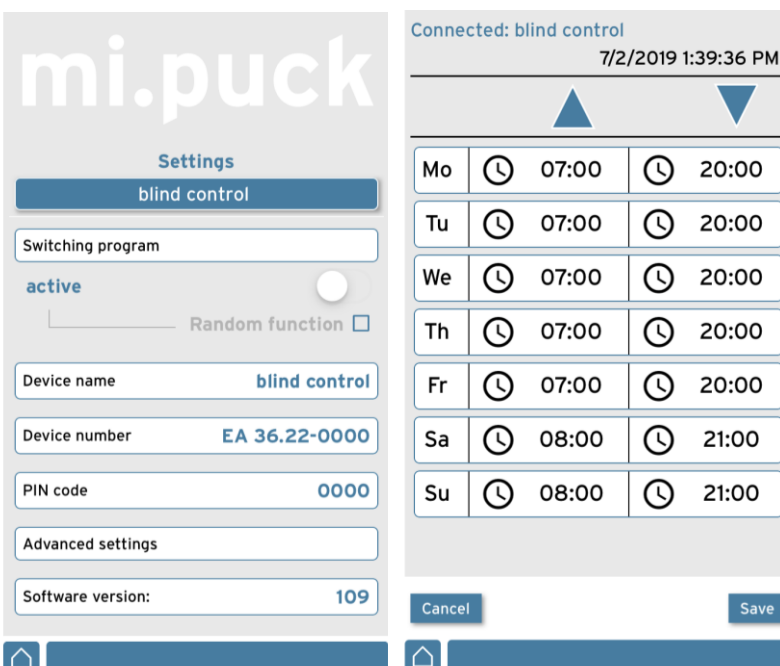 mi.puck
Settings
blind control
Switching program
active
Random function
Device name blind control
Device number EA 36.22-0000
PIN code 0000
Advanced settings
Software version: 109
Connected: blind control
7/2/2019 1:39:36 PM
Mo 07:00 20:00
Tu 07:00 20:00
We 07:00 20:00
Th 07:00 20:00
Fr 07:00 20:00
Sa 08:00 21:00
Su 08:00 21:00
Cancel Save